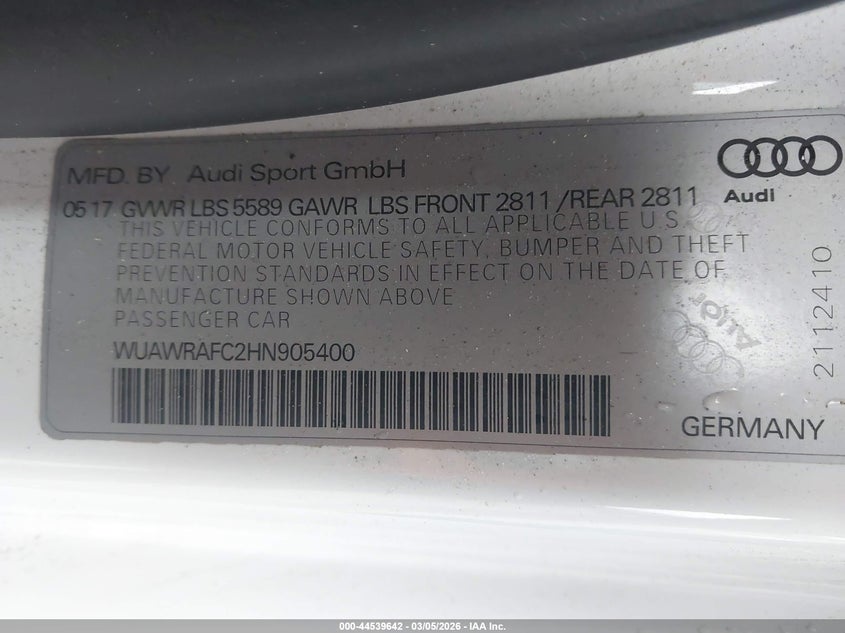 MFD. BY Audi Sport GmbH
05 17 GVWR LBS 5589 GAWR LBS FRONT 2811 / REAR 2811
THIS VEHICLE CONFORMS TO ALL APPLICABLE U.S.
FEDERAL MOTOR VEHICLE SAFETY, BUMPER AND THEFT
PREVENTION STANDARDS IN EFFECT ON THE DATE OF
MANUFACTURE SHOWN ABOVE
PASSENGER CAR
WUAWRAFC2HN905400
Audi
Audi
2112410
GERMANY
000-44539642 - 03/05/2026 - IAA Inc.